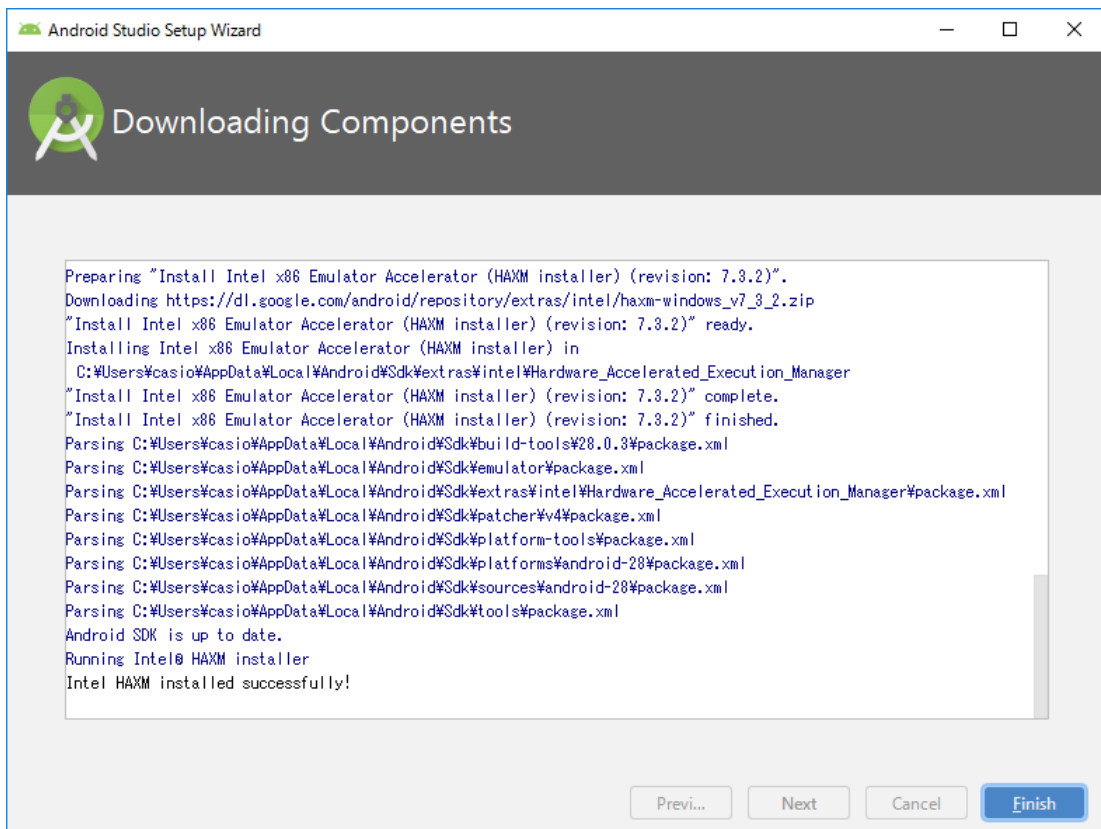 Android Studio Setup Wizard
Downloading Components
Preparing "Install Intel x86 Emulator Accelerator (HAXM installer) (revision: 7.3.2)".
Downloading https://dl.google.com/android/repository/extras/intel/haxm-windows_v7_3_2.zip
"Install Intel x86 Emulator Accelerator (HAXM installer) (revision: 7.3.2)" ready.
Installing Intel x86 Emulator Accelerator (HAXM installer) in
C:¥Users¥casio¥AppData¥Local¥Android¥Sdk¥extras¥intel¥Hardware_Accelerated_Execution_Manager
"Install Intel x86 Emulator Accelerator (HAXM installer) (revision: 7.3.2)" complete.
"Install Intel x86 Emulator Accelerator (HAXM installer) (revision: 7.3.2)" finished.
Parsing C:¥Users¥casio¥AppData¥Local¥Android¥Sdk¥build-tools¥28.0.3¥package.xml
Parsing C:¥Users¥casio¥AppData¥Local¥Android¥Sdk¥emulator¥package.xml
Parsing C:¥Users¥casio¥AppData¥Local¥Android¥Sdk¥extras¥intel¥Hardware_Accelerated_Execution_Manager¥package.xml
Parsing C:¥Users¥casio¥AppData¥Local¥Android¥Sdk¥patcher¥v4¥package.xml
Parsing C:¥Users¥casio¥AppData¥Local¥Android¥Sdk¥platform-tools¥package.xml
Parsing C:¥Users¥casio¥AppData¥Local¥Android¥Sdk¥platforms¥android-28¥package.xml
Parsing C:¥Users¥casio¥AppData¥Local¥Android¥Sdk¥sources¥android-28¥package.xml
Parsing C:¥Users¥casio¥AppData¥Local¥Android¥Sdk¥tools¥package.xml
Android SDK is up to date.
Running Intel® HAXM installer
Intel HAXM installed successfully!
Previ... Next Cancel Finish